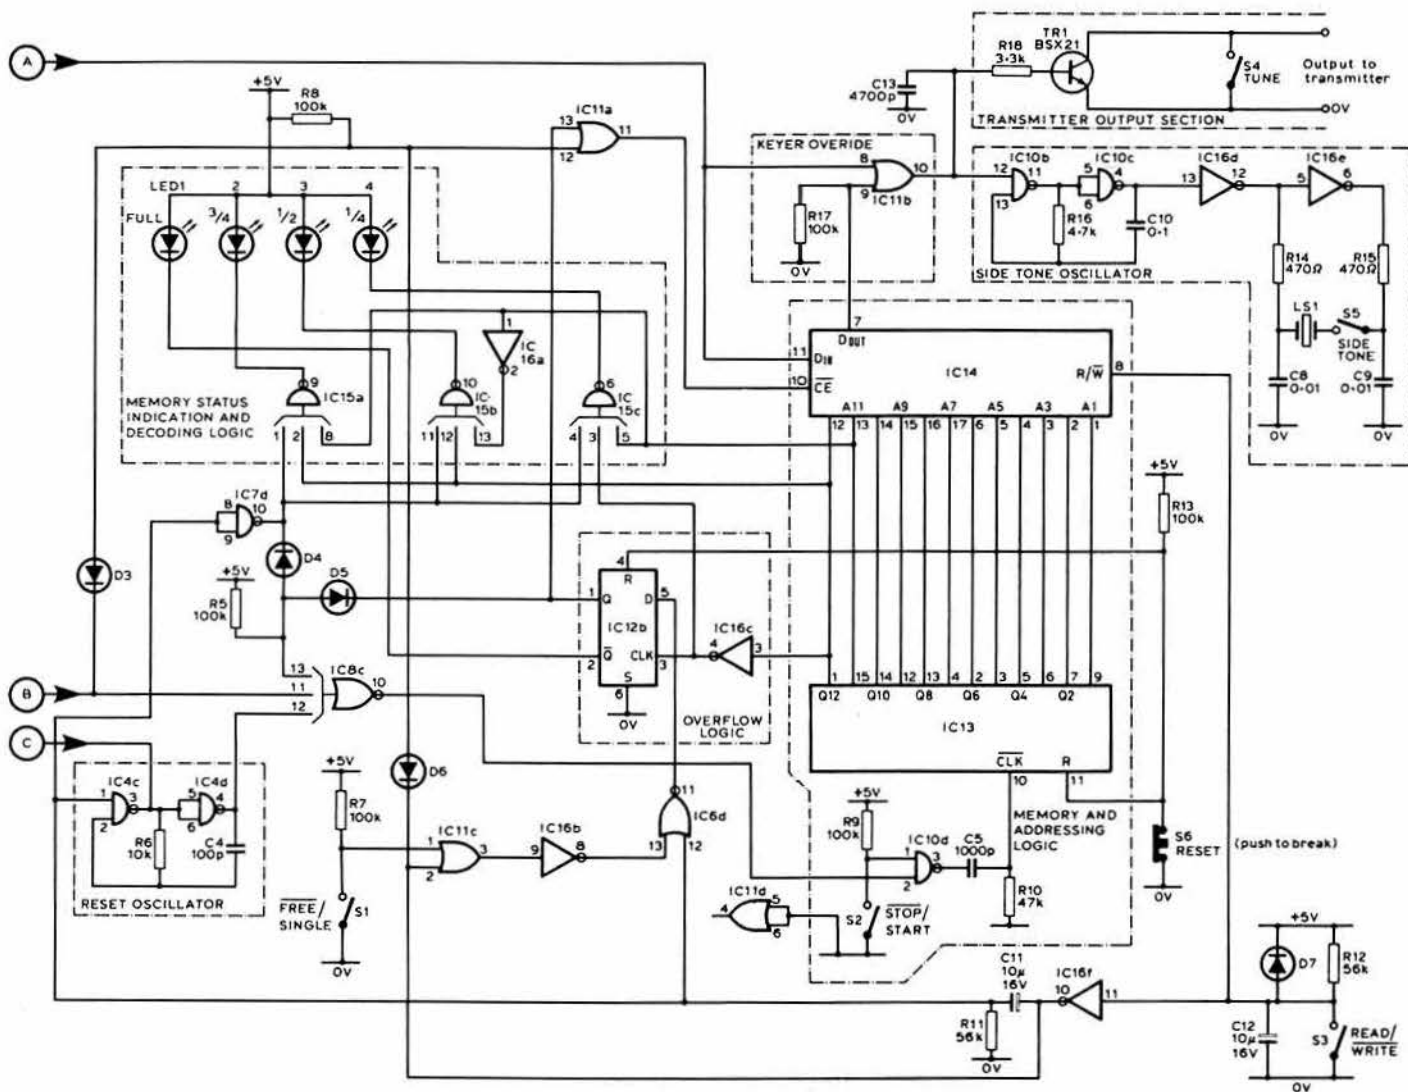 A
+5V
R8
100k
IC11a
13
12
11
C13
4700p
0V
R18
3·3k
TR1
BSX21
S4
TUNE
Output to
transmitter
0V
TRANSMITTER OUTPUT SECTION
KEYER OVERIDE
8
9
10
IC11b
R17
100k
0V
IC10b
12
13
11
IC10c
5
6
4
R16
4·7k
C10
0·1
IC16d
13
12
IC16e
5
6
SIDE TONE OSCILLATOR
R14
470Ω
R15
470Ω
LS1
S5
SIDE
TONE
C8
0·01
C9
0·01
0V
0V
LED1
2
3
4
FULL
3/4
1/2
1/4
MEMORY STATUS
INDICATION AND
DECODING LOGIC
9
IC15a
1
2
8
10
IC
15b
11
12
13
1
IC
16a
2
6
IC
15c
4
3
5
7
DOUT
11
DIN
10
CE
IC14
R/W
8
A11
A9
A7
A5
A3
A1
12
13
14
15
16
17
6
5
4
3
2
1
+5V
R13
100k
IC7d
8
9
10
D3
D4
D5
+5V
R5
100k
4
R
1
Q
D
5
IC12b
2
Q
CLK
3
S
6
0V
IC16c
4
3
OVERFLOW
LOGIC
1
15
14
12
13
4
2
3
5
6
7
9
Q12
Q10
Q8
Q6
Q4
Q2
IC13
CLK
R
10
11
B
13
11
12
IC8c
10
C
IC4c
1
2
3
IC4d
5
6
4
R6
10k
C4
100p
RESET OSCILLATOR
+5V
R7
100k
FREE/
SINGLE
S1
0V
D6
IC11c
1
2
3
IC16b
9
8
11
IC6d
13
12
+5V
R9
100k
IC10d
1
2
3
C5
1000p
R10
47k
0V
MEMORY AND
ADDRESSING
LOGIC
IC11d
4
5
6
S2
STOP/
START
S6
RESET
(push to break)
0V
C11
10µ
16V
IC16f
10
11
R11
56k
0V
+5V
D7
R12
56k
C12
10µ
16V
S3
READ/
WRITE
0V